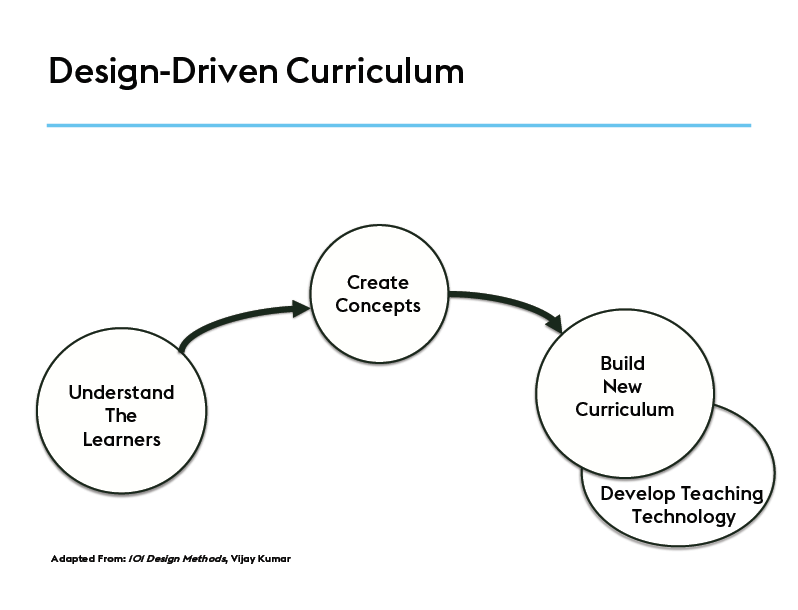 Design-Driven Curriculum
Create
Concepts
Understand
The
Learners
Build
New
Curriculum
Develop Teaching
Technology
Adapted From: 101 Design Methods, Vijay Kumar